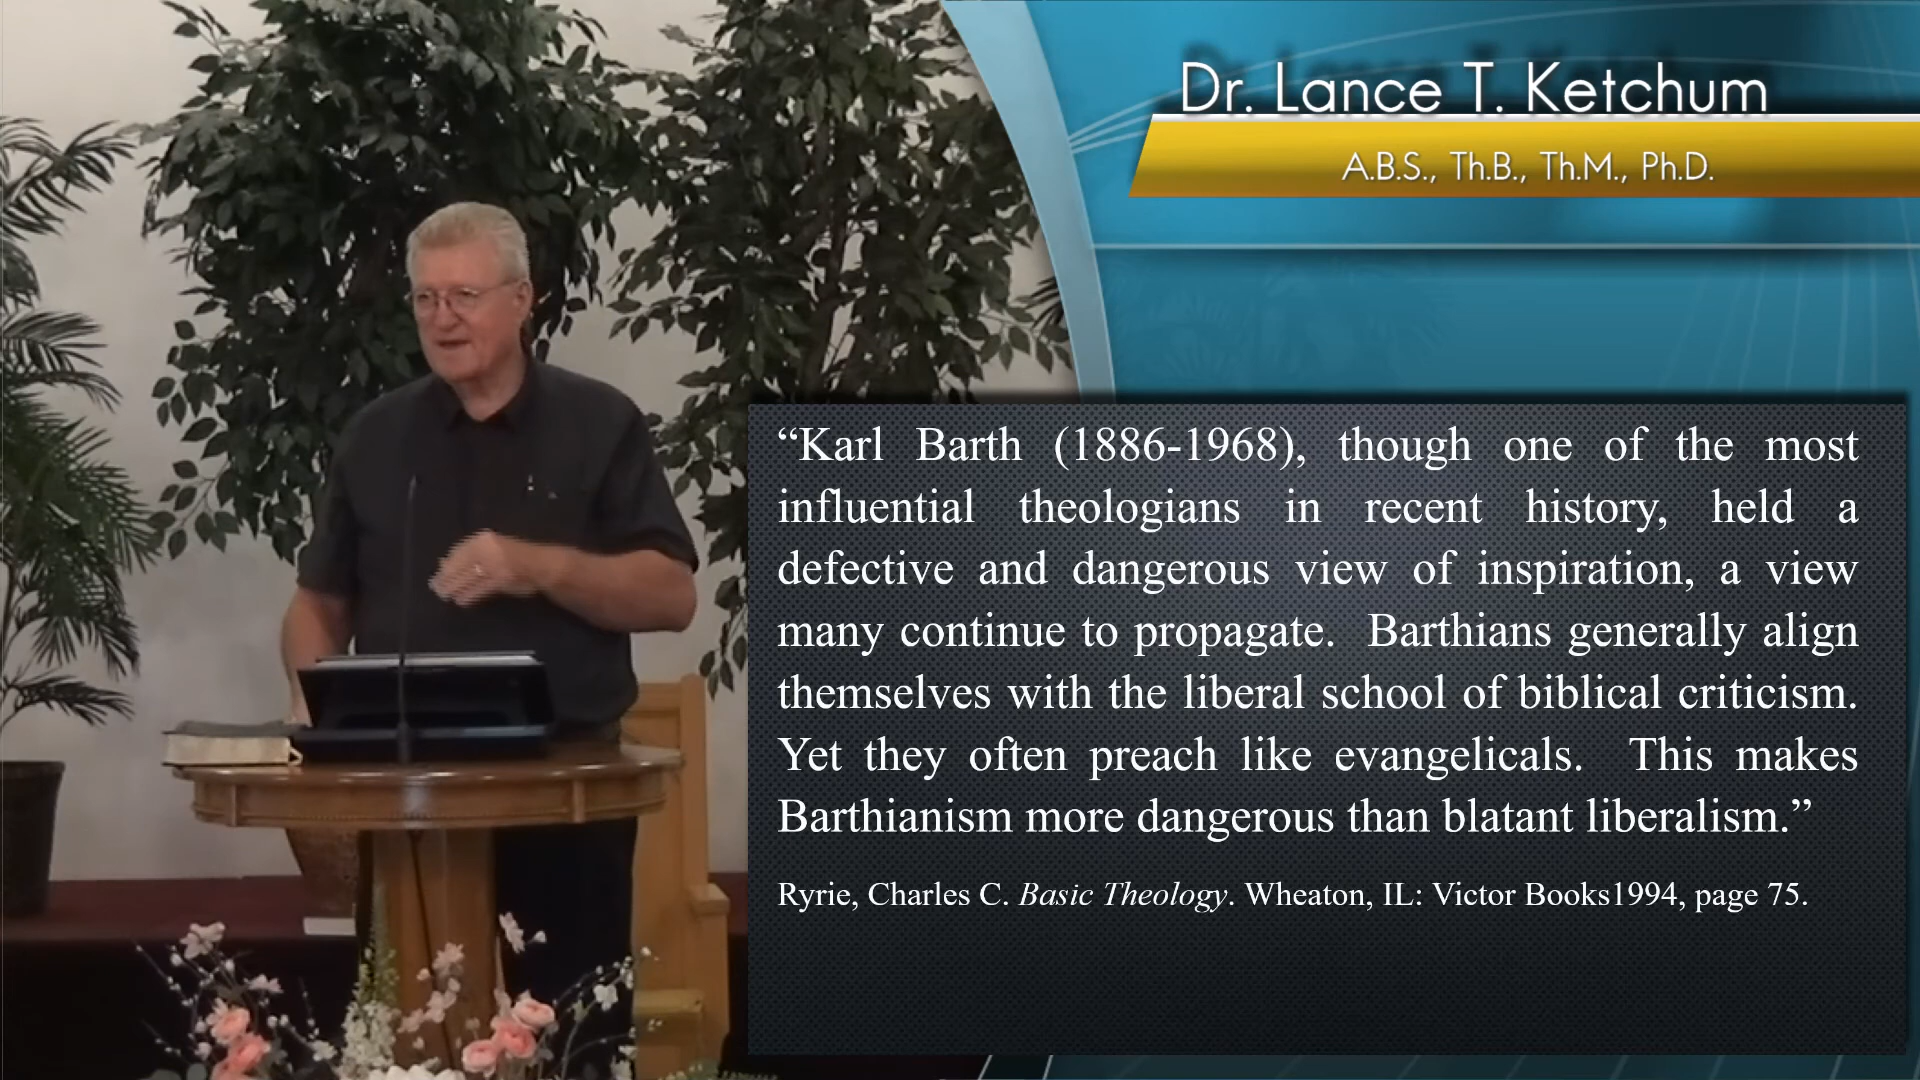 Dr. Lance T. Ketchum
A.B.S., Th.B., Th.M., Ph.D.
“Karl Barth (1886-1968), though one of the most
influential theologians in recent history, held a
defective and dangerous view of inspiration, a view
many continue to propagate. Barthians generally align
themselves with the liberal school of biblical criticism.
Yet they often preach like evangelicals. This makes
Barthianism more dangerous than blatant liberalism.”
Ryrie, Charles C. Basic Theology. Wheaton, IL: Victor Books1994, page 75.